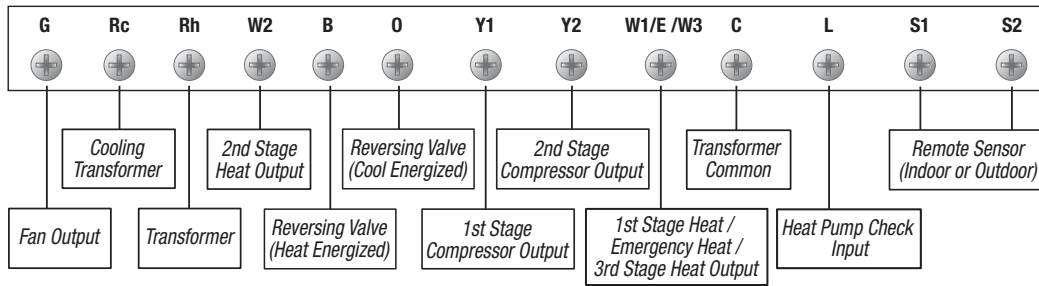 G Rc Rh W2 B O Y1 Y2 W1/E /W3 C L S1 S2
Cooling
Transformer
2nd Stage
Heat Output
Reversing Valve
(Cool Energized)
2nd Stage
Compressor Output
Transformer
Common
Remote Sensor
(Indoor or Outdoor)
Fan Output
Transformer
Reversing Valve
(Heat Energized)
1st Stage
Compressor Output
1st Stage Heat /
Emergency Heat /
3rd Stage Heat Output
Heat Pump Check
Input